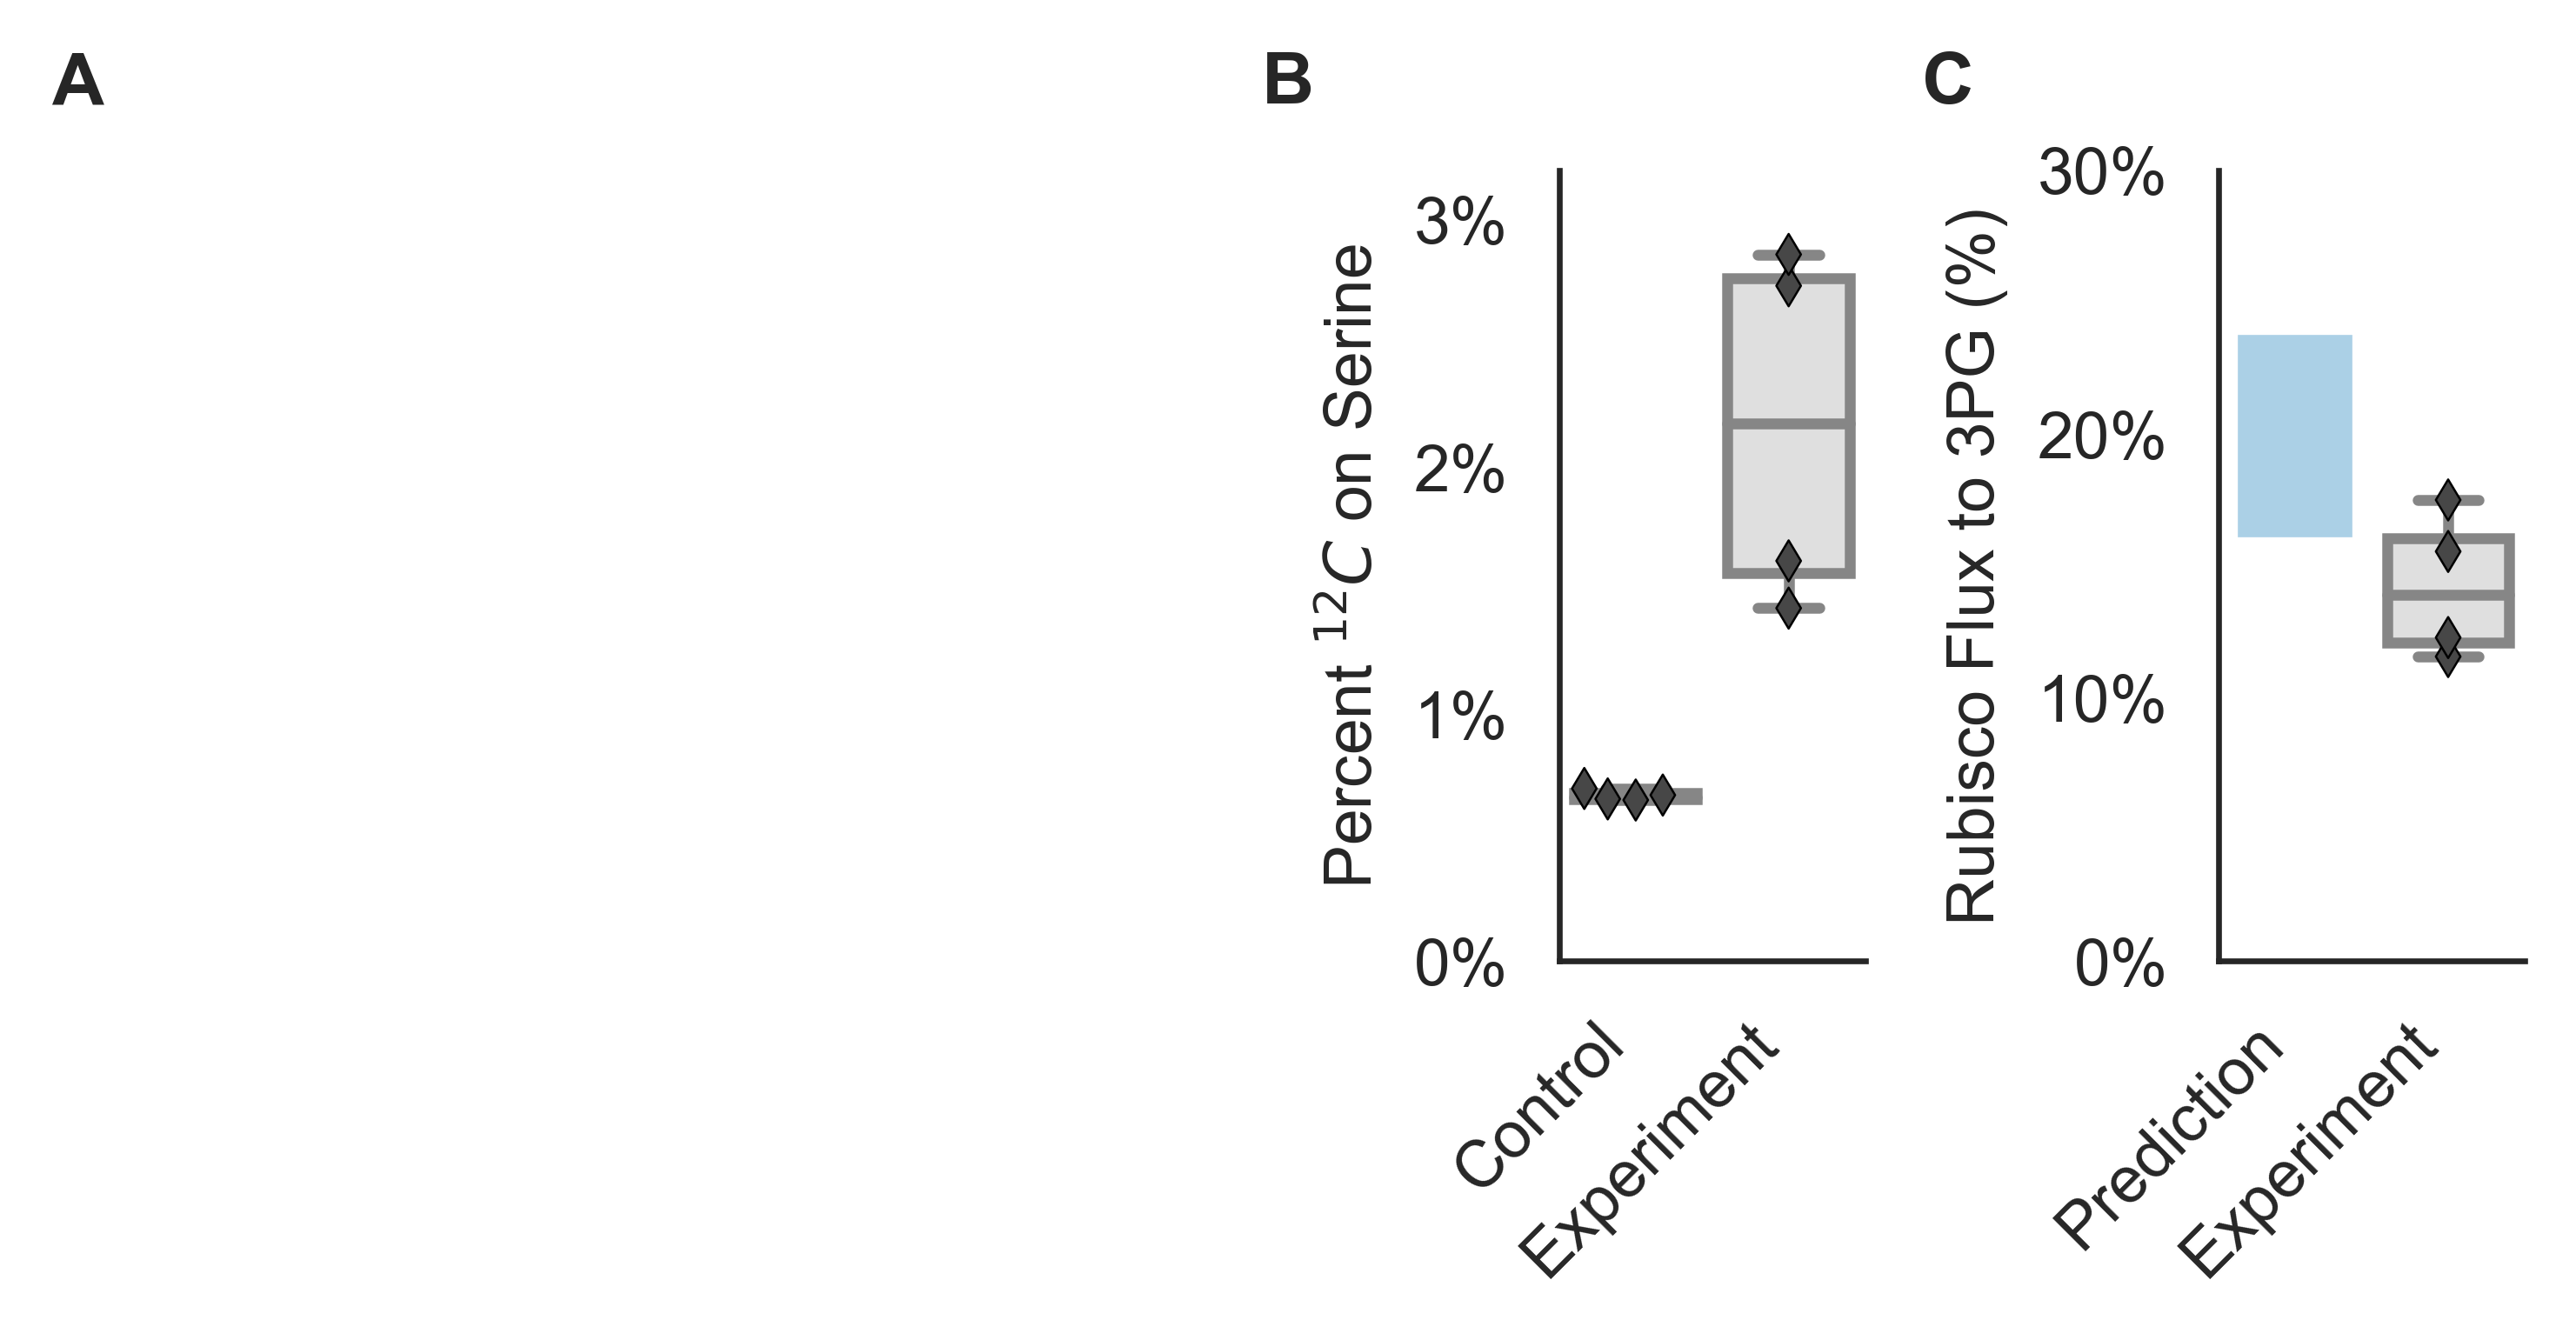 A
B
C
Percent ¹²C on Serine
3%
2%
1%
0%
Control
Experiment
Rubisco Flux to 3PG (%)
30%
20%
10%
0%
Prediction
Experiment